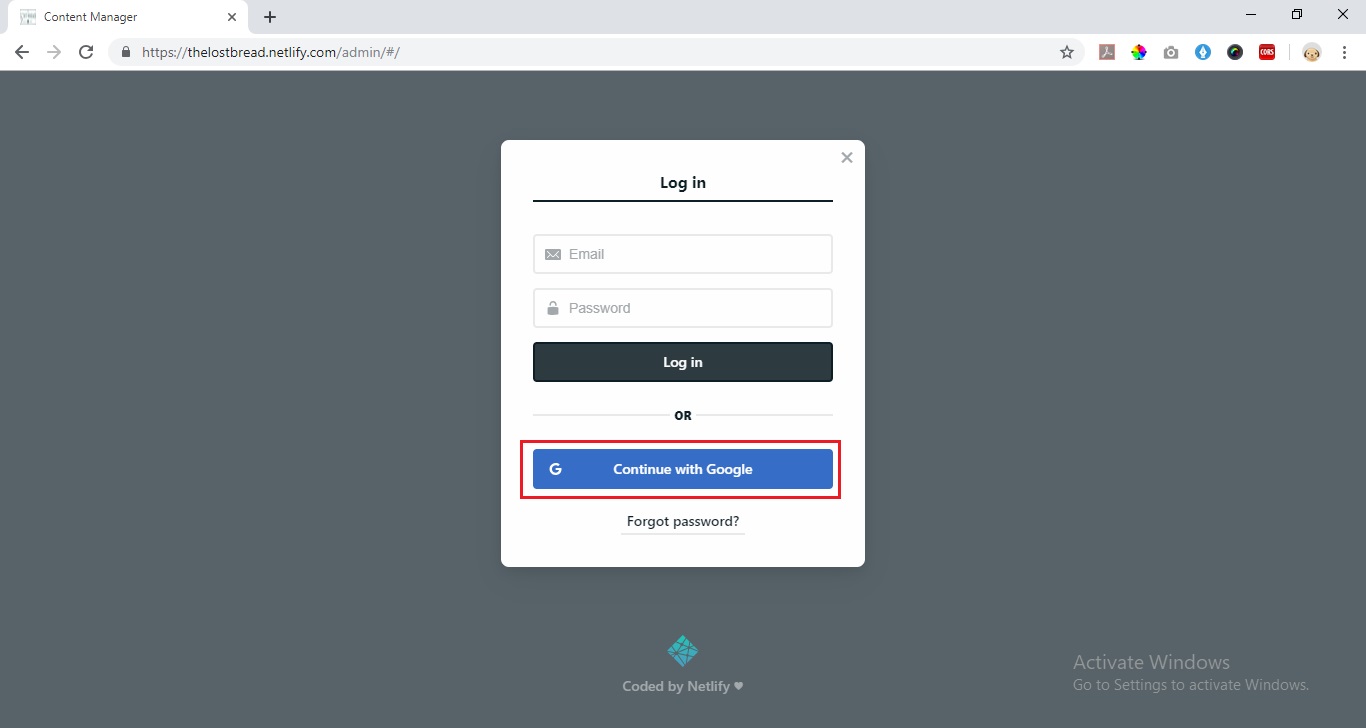 Content Manager
https://thelostbread.netlify.com/admin/#/
CORS
Log in
Email
Password
Log in
OR
G Continue with Google
Forgot password?
Coded by Netlify
Activate Windows
Go to Settings to activate Windows.